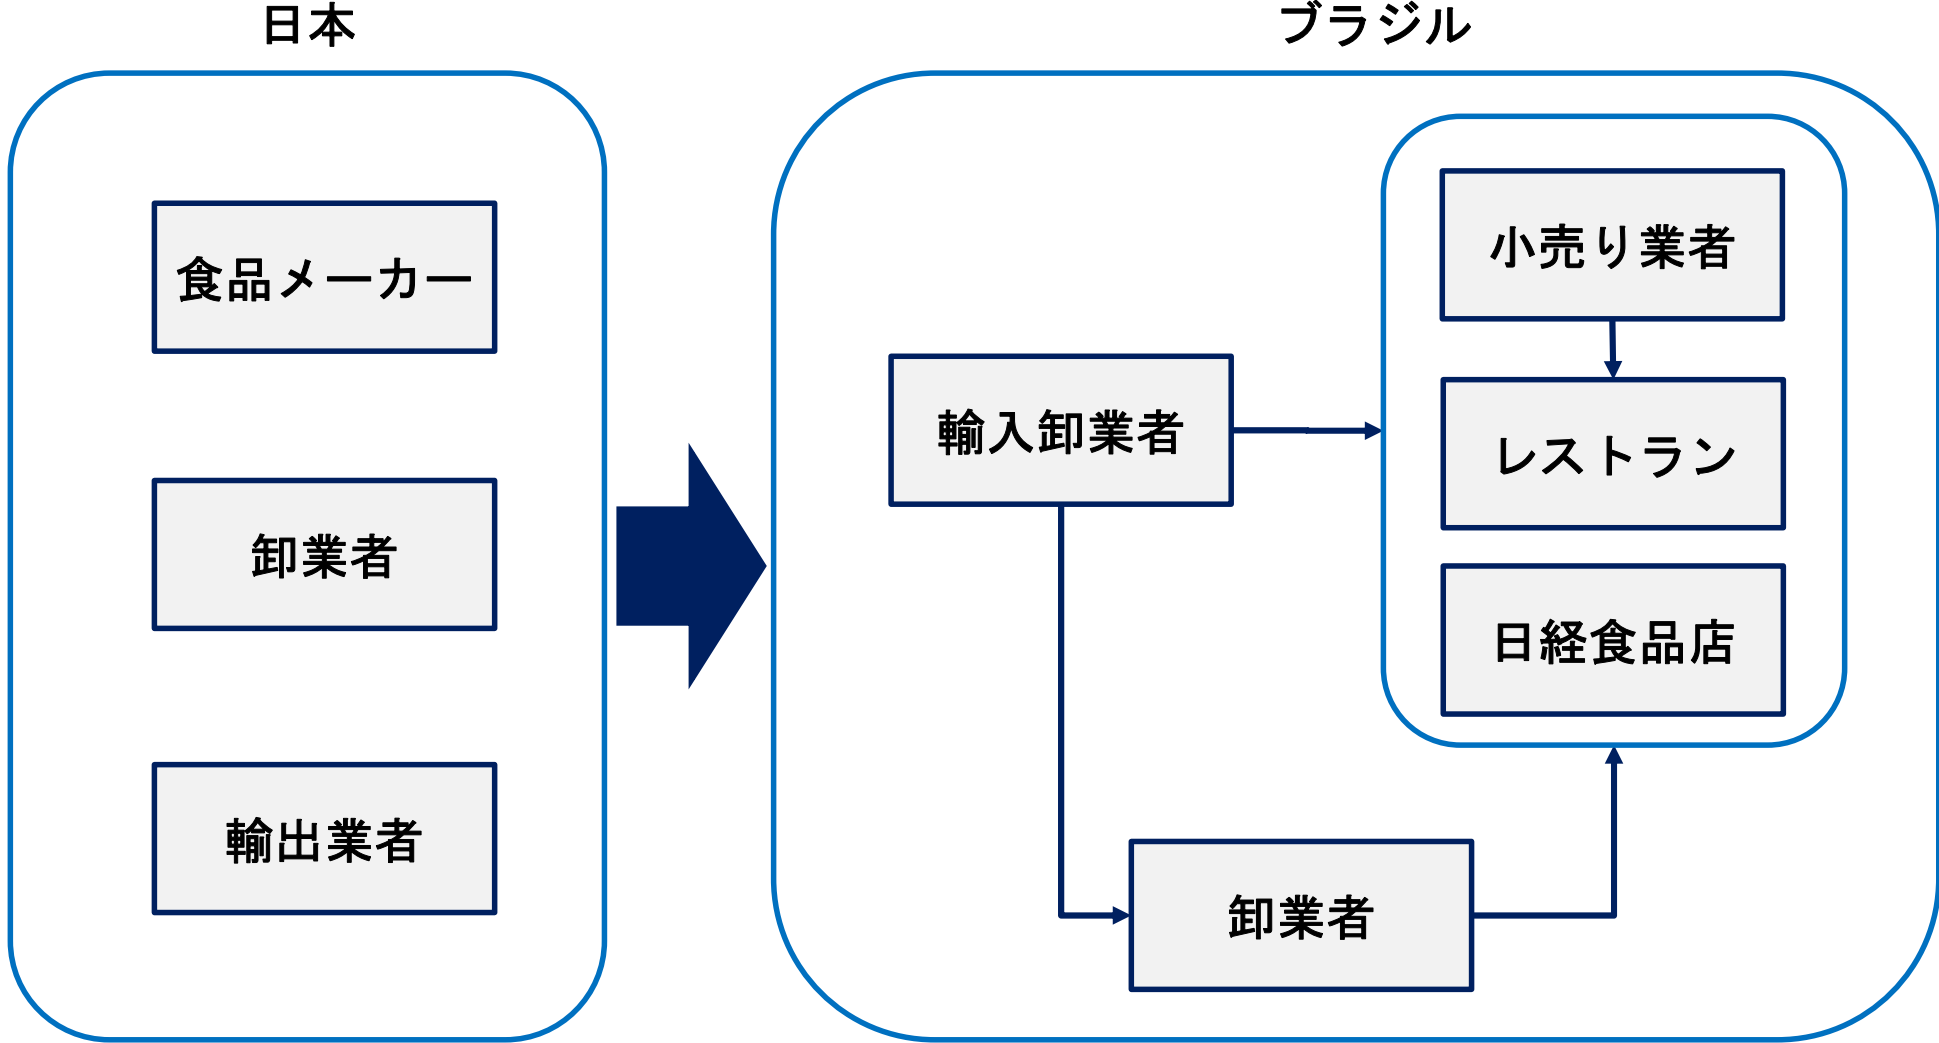 日本
ブラジル
食品メーカー
卸業者
輸出業者
輸入卸業者
小売り業者
レストラン
日経食品店
卸業者